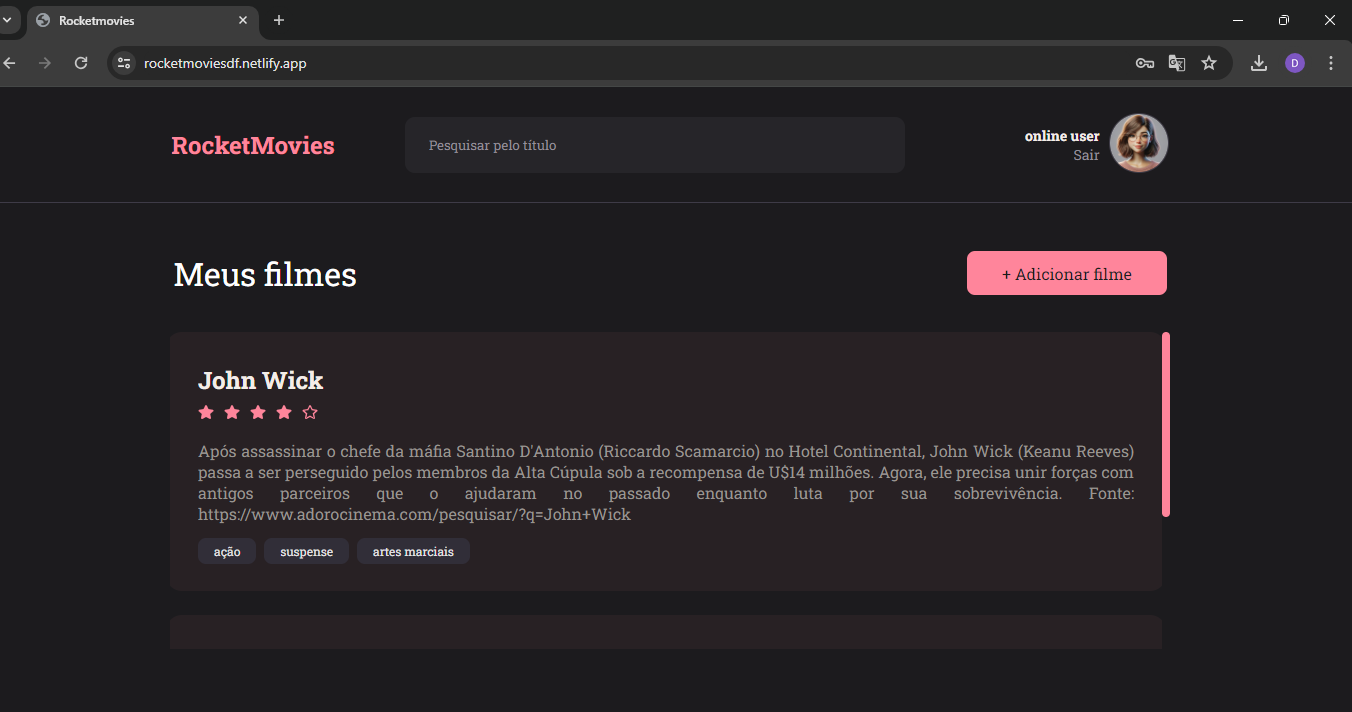 Rocketmovies
rocketmoviesdf.netlify.app
D
RocketMovies
Pesquisar pelo título
online user
Sair
Meus filmes
+ Adicionar filme
John Wick
Após assassinar o chefe da máfia Santino D'Antonio (Riccardo Scamarcio) no Hotel Continental, John Wick (Keanu Reeves)
passa a ser perseguido pelos membros da Alta Cúpula sob a recompensa de U$14 milhões. Agora, ele precisa unir forças com
antigos parceiros que o ajudaram no passado enquanto luta por sua sobrevivência. Fonte:
https://www.adorocinema.com/pesquisar/?q=John+Wick
ação suspense artes marciais